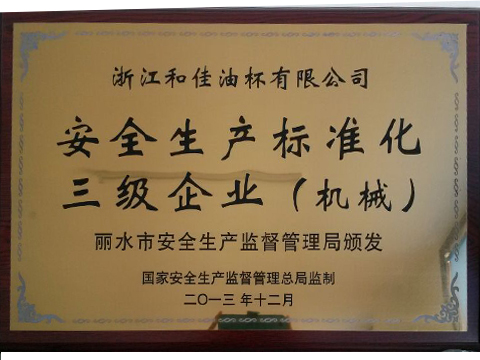 浙江和佳油杯有限公司
安全生产标准化
三级企业（机械）
丽水市安全生产监督管理局颁发
国家安全生产监督管理总局监制
二〇一三年十二月